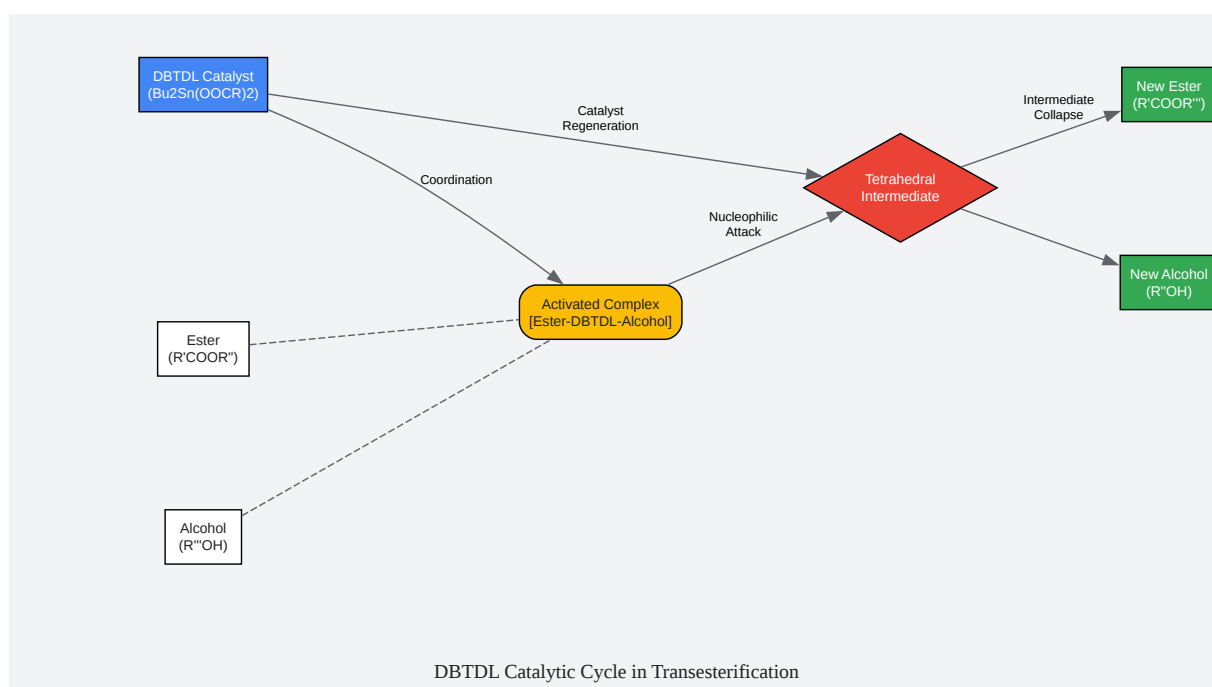 DBTDL Catalyst
(Bu2Sn(OOCR)2)
Catalyst
Regeneration
Intermediate
Collapse
New Ester
(R'COOR''')
Coordination
Tetrahedral
Intermediate
Nucleophilic
Attack
New Alcohol
(R''OH)
Activated Complex
[Ester-DBTDL-Alcohol]
Ester
(R'COOR'')
Alcohol
(R'''OH)
DBTDL Catalytic Cycle in Transesterification